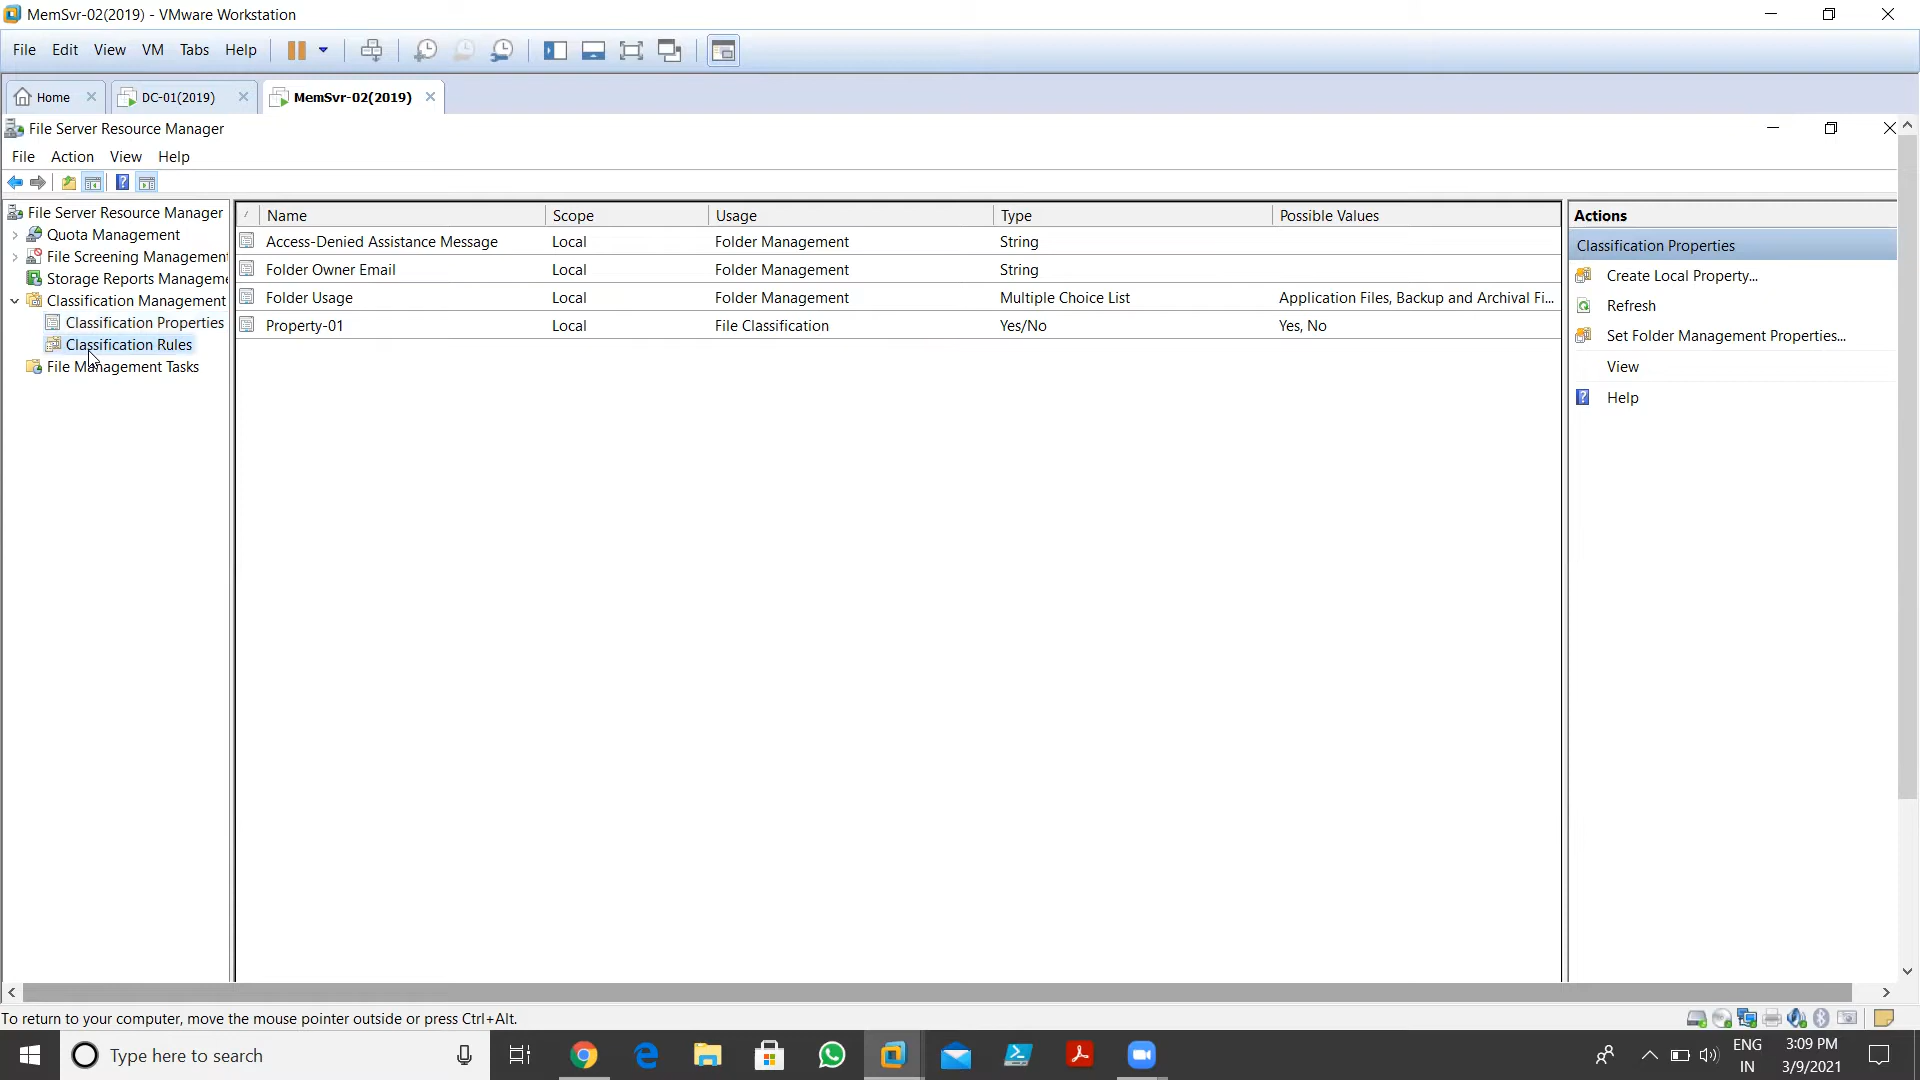 MemSvr-02(2019) - VMware Workstation
File Edit View VM Tabs Help
Home DC-01(2019) MemSvr-02(2019)
File Server Resource Manager
File Action View Help
File Server Resource Manager
Quota Management
File Screening Management
Storage Reports Manageme
Classification Management
Classification Properties
Classification Rules
File Management Tasks
Name Scope Usage Type Possible Values
Access-Denied Assistance Message Local Folder Management String
Folder Owner Email Local Folder Management String
Folder Usage Local Folder Management Multiple Choice List Application Files, Backup and Archival Fi...
Property-01 Local File Classification Yes/No Yes, No
Actions
Classification Properties
Create Local Property...
Refresh
Set Folder Management Properties...
View
Help
To return to your computer, move the mouse pointer outside or press Ctrl+Alt.
Type here to search
ENG
IN
3:09 PM
3/9/2021